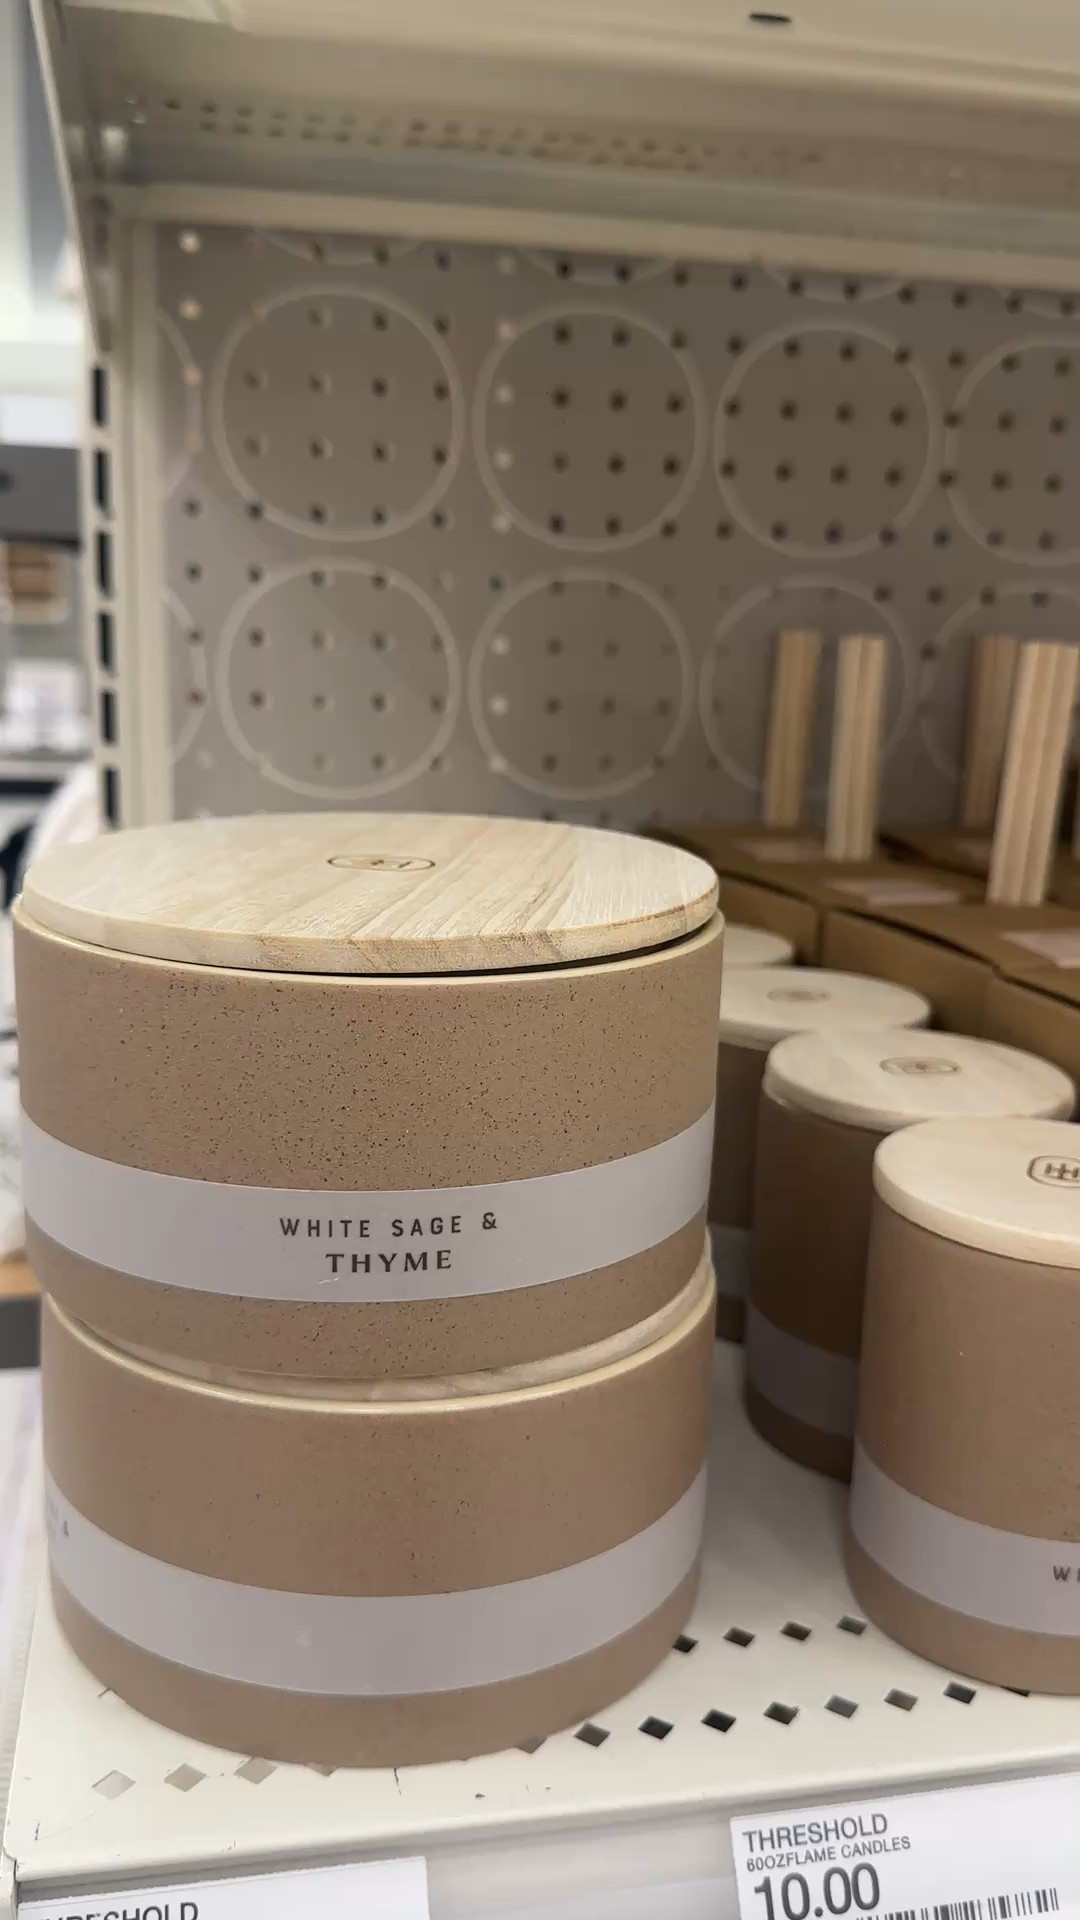 WHITE SAGE &
THYME
&
W
THRESHOLD
60OZFLAME CANDLES
10.00